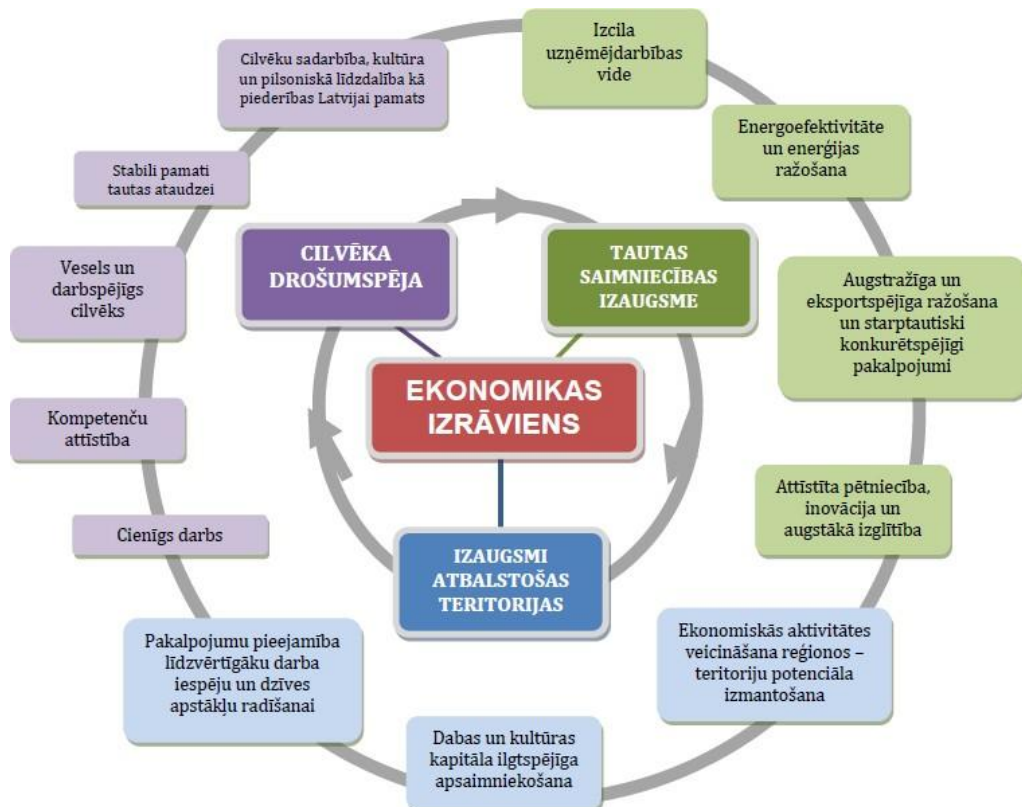 Izcila
uzņēmējdarbības
vide
Cilvēku sadarbība, kultūra
un pilsoniskā līdzdalība kā
piederības Latvijai pamats
Energoefektivitāte
un enerģijas
ražošana
Stabili pamati
tautas ataudzei
CILVĒKA
DROŠUMSPĒJA
TAUTAS
SAIMNIECĪBAS
IZAUGSME
Vesels un
darbspējīgs
cilvēks
Augstražīga un
eksportspējīga ražošana
un starptautiski
konkurētspējīgi
pakalpojumi
EKONOMIKAS
IZRĀVIENS
Kompetenču
attīstība
Attīstīta pētniecība,
inovācija un
augstākā izglītība
Cienīgs darbs
IZAUGSMI
ATBALSTOŠAS
TERITORIJAS
Pakalpojumu pieejamība
līdzvērtīgāku darba
iespēju un dzīves
apstākļu radīšanai
Ekonomiskās aktivitātes
veicināšana reģionos –
teritoriju potenciāla
izmantošana
Dabas un kultūras
kapitāla ilgtspējīga
apsaimniekošana